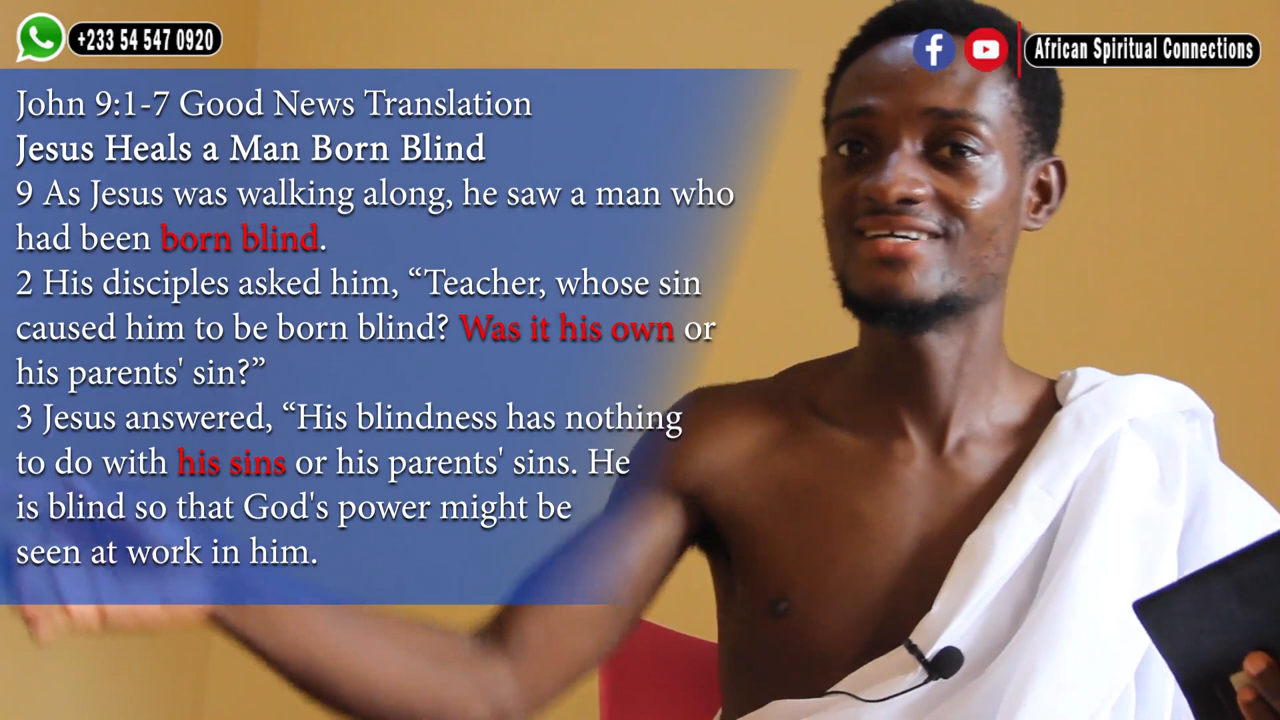 +233 54 547 0920
African Spiritual Connections
John 9:1-7 Good News Translation
Jesus Heals a Man Born Blind
9 As Jesus was walking along, he saw a man who
had been born blind.
2 His disciples asked him, “Teacher, whose sin
caused him to be born blind? Was it his own or
his parents' sin?”
3 Jesus answered, “His blindness has nothing
to do with his sins or his parents' sins. He
is blind so that God's power might be
seen at work in him.